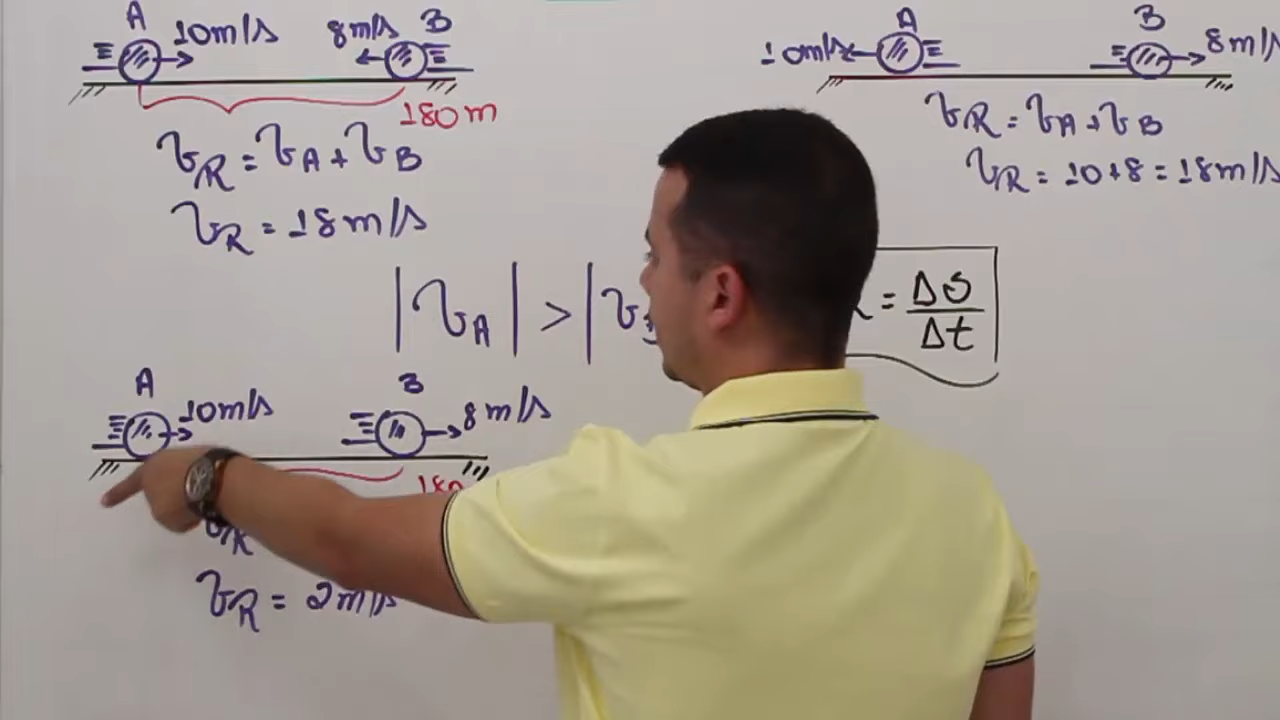 A B
10m/s 8m/s
180m
VR = VA + VB
VR = 18m/s
A B
10m/s 8m/s
VR = VA + VB
VR = 10+8 = 18m/s
|VA| > |V
= ΔS
Δt
A B
10m/s 8m/s
VR
VR = 2m/s